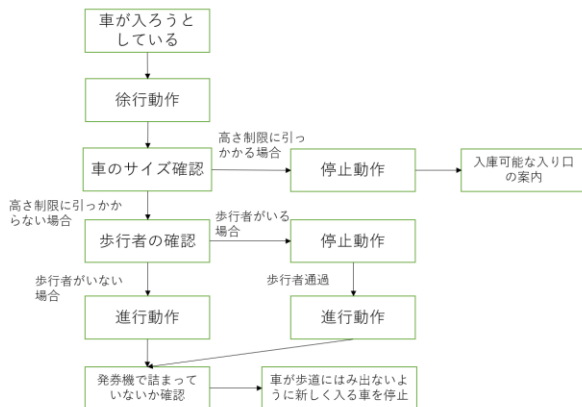 車が入ろうと
している
徐行動作
高さ制限に引っ
かかる場合
車のサイズ確認
停止動作
入庫可能な入り口
の案内
高さ制限に引っかか
らない場合
歩行者がいる
場合
歩行者の確認
停止動作
歩行者がいない
場合
歩行者通過
進行動作
進行動作
発券機で詰まって
いないか確認
車が歩道にはみ出ないよ
うに新しく入る車を停止